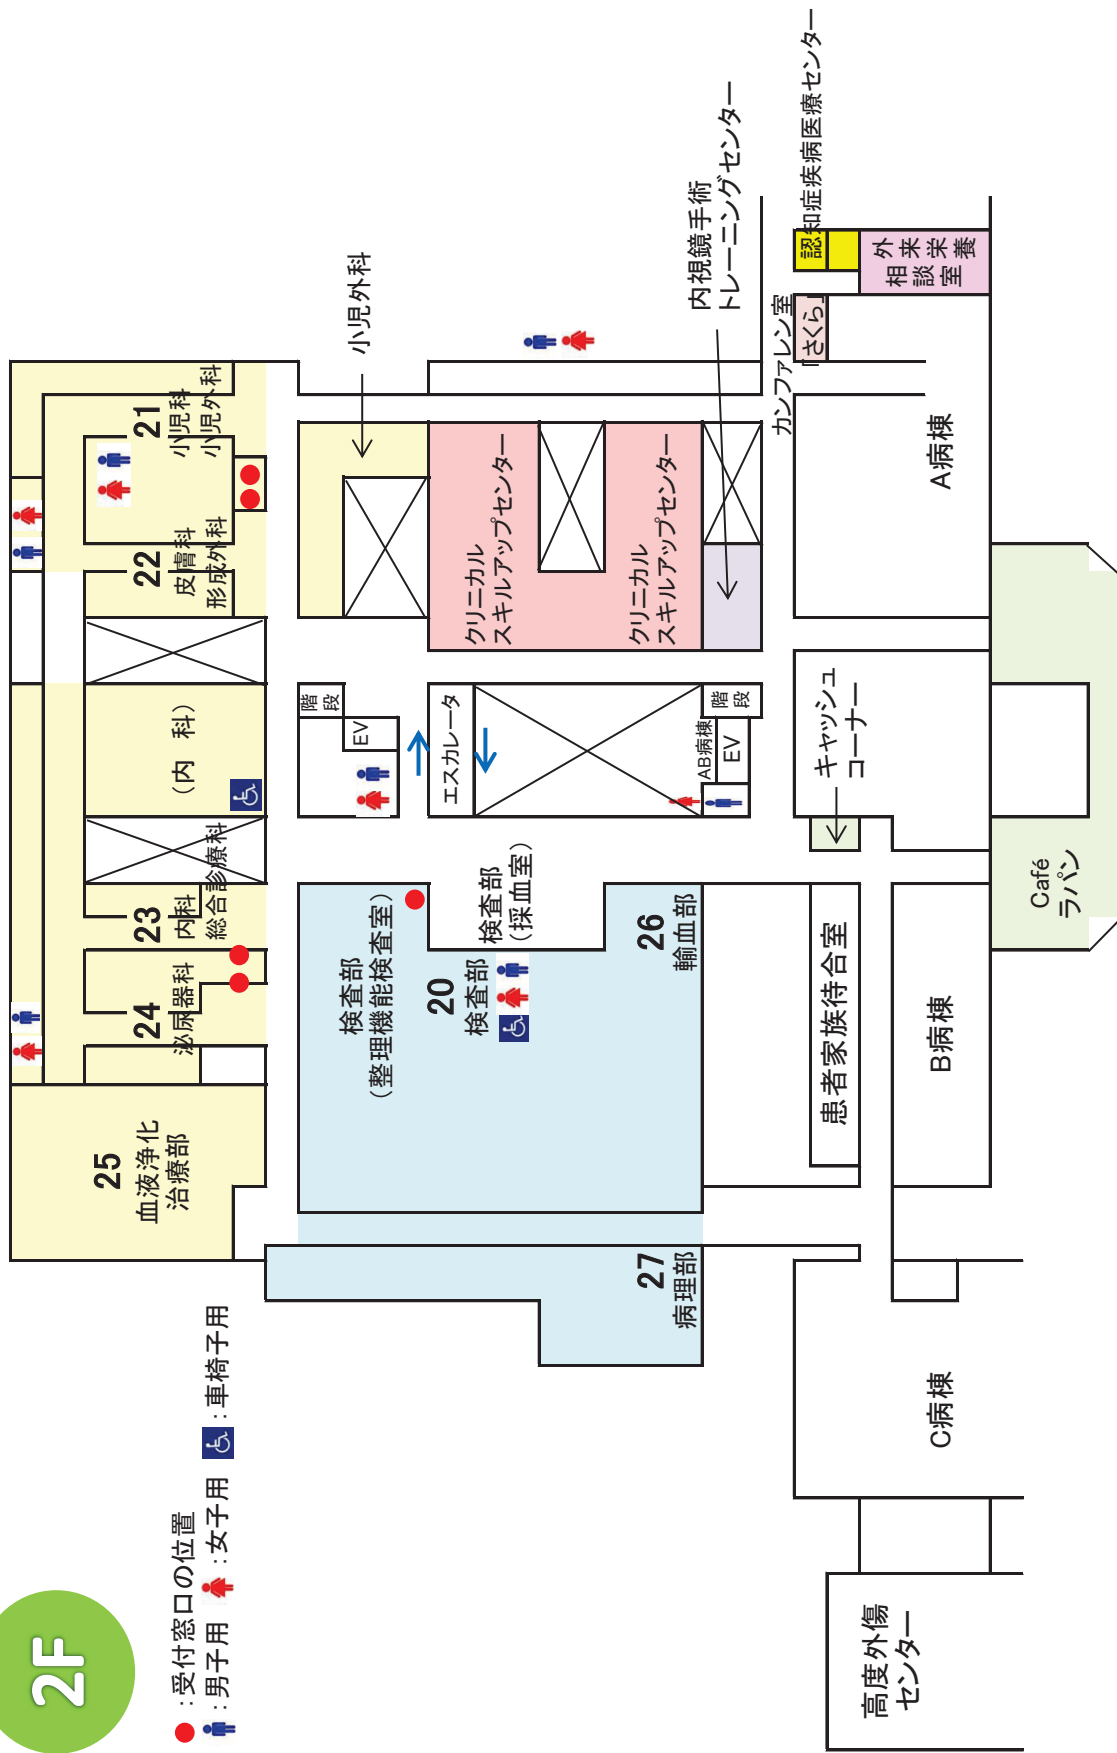 2F
:受付窓口の位置
:男子用
:女子用
:車椅子用
25
血液浄化
治療部
24
泌尿器科
23
内科
総合診療科
(内 科)
22
皮膚科
形成外科
21
小児科
小児外科
小児外科
検査部
(整理機能検査室)
20
検査部
検査部
(採血室)
26
輸血部
27
病理部
階段
EV
エスカレータ
AB病棟
EV
階段
クリニカル
スキルアップセンター
クリニカル
スキルアップセンター
内視鏡手術
トレーニングセンター
カンファレン室
「さくら」
認知症疾病医療センター
外来栄養
相談室
キャッシュ
コーナー
患者家族待合室
A病棟
B病棟
C病棟
Café
ラパン
高度外傷
センター